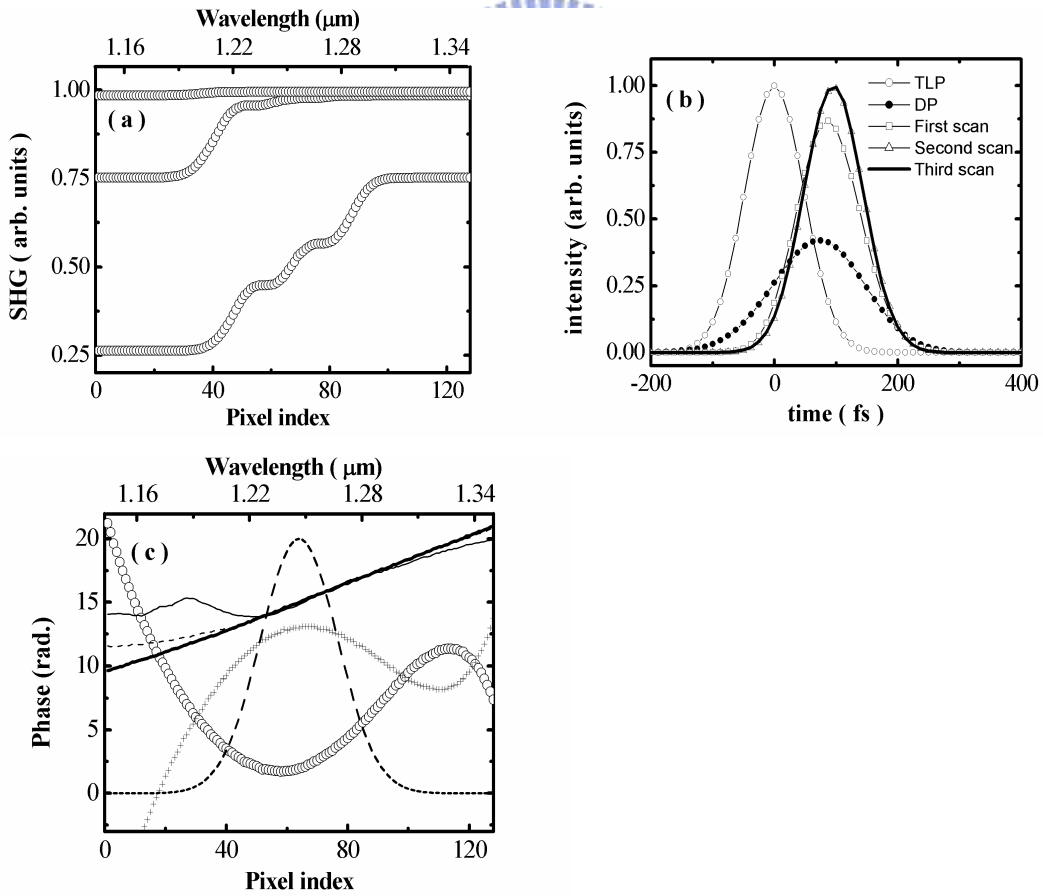 Wavelength (μm)
1.16 1.22 1.28 1.34
1.00
0.75
0.50
0.25
SHG ( arb. units )
( a )
0 40 80 120
Pixel index
1.00
0.75
0.50
0.25
0.00
intensity (arb. units)
( b )
TLP
DP
First scan
Second scan
Third scan
-200 0 200 400
time ( fs )
Wavelength ( μm)
1.16 1.22 1.28 1.34
20
15
10
5
0
Phase (rad.)
( c )
0 40 80 120
Pixel index